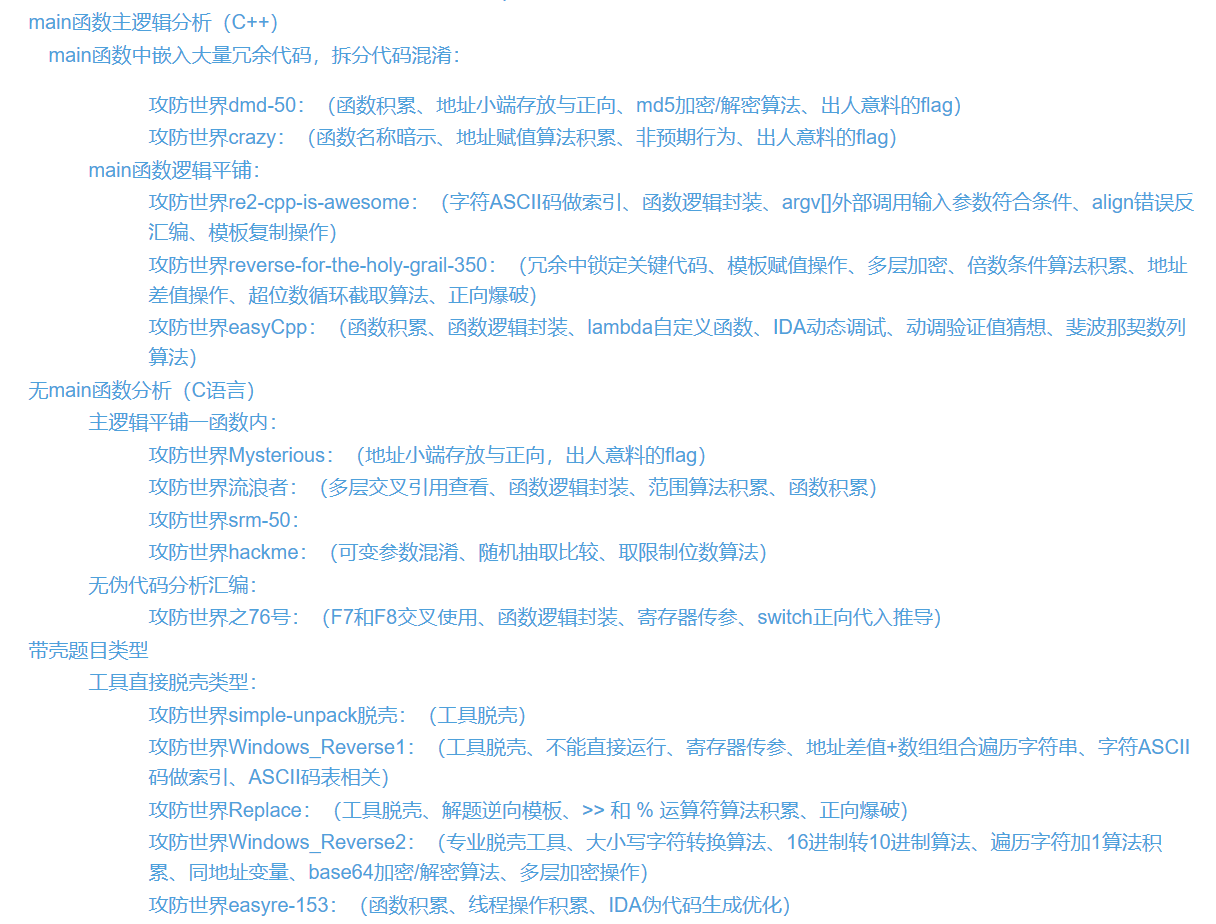 main函数主逻辑分析（C++）
main函数中嵌入大量冗余代码，拆分代码混淆：
攻防世界dmd-50：（函数积累、地址小端存放与正向、md5加密/解密算法、出人意料的flag）
攻防世界crazy：（函数名称暗示、地址赋值算法积累、非预期行为、出人意料的flag）
main函数逻辑平铺：
攻防世界re2-cpp-is-awesome：（字符ASCII码做索引、函数逻辑封装、argv[]外部调用输入参数符合条件、align错误反
汇编、模板复制操作）
攻防世界reverse-for-the-holy-grail-350：（冗余中锁定关键代码、模板赋值操作、多层加密、倍数条件算法积累、地址
差值操作、超位数循环截取算法、正向爆破）
攻防世界easyCpp：（函数积累、函数逻辑封装、lambda自定义函数、IDA动态调试、动调验证值猜想、斐波那契数列
算法）
无main函数分析（C语言）
主逻辑平铺一函数内：
攻防世界Mysterious：（地址小端存放与正向，出人意料的flag）
攻防世界流浪者：（多层交叉引用查看、函数逻辑封装、范围算法积累、函数积累）
攻防世界srm-50：
攻防世界hackme：（可变参数混淆、随机抽取比较、取限制位数算法）
无伪代码分析汇编：
攻防世界之76号：（F7和F8交叉使用、函数逻辑封装、寄存器传参、switch正向代入推导）
带壳题目类型
工具直接脱壳类型：
攻防世界simple-unpack脱壳：（工具脱壳）
攻防世界Windows_Reverse1：（工具脱壳、不能直接运行、寄存器传参、地址差值+数组组合遍历字符串、字符ASCII
码做索引、ASCII码表相关）
攻防世界Replace：（工具脱壳、解题逆向模板、>> 和 % 运算符算法积累、正向爆破）
攻防世界Windows_Reverse2：（专业脱壳工具、大小写字符转换算法、16进制转10进制算法、遍历字符加1算法积
累、同地址变量、base64加密/解密算法、多层加密操作）
攻防世界easyre-153：（函数积累、线程操作积累、IDA伪代码生成优化）